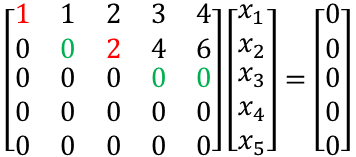 1 1 2 3 4 x₁ 0
0 0 2 4 6 x₂ 0
0 0 0 0 0 x₃ = 0
0 0 0 0 0 x₄ 0
0 0 0 0 0 x₅ 0